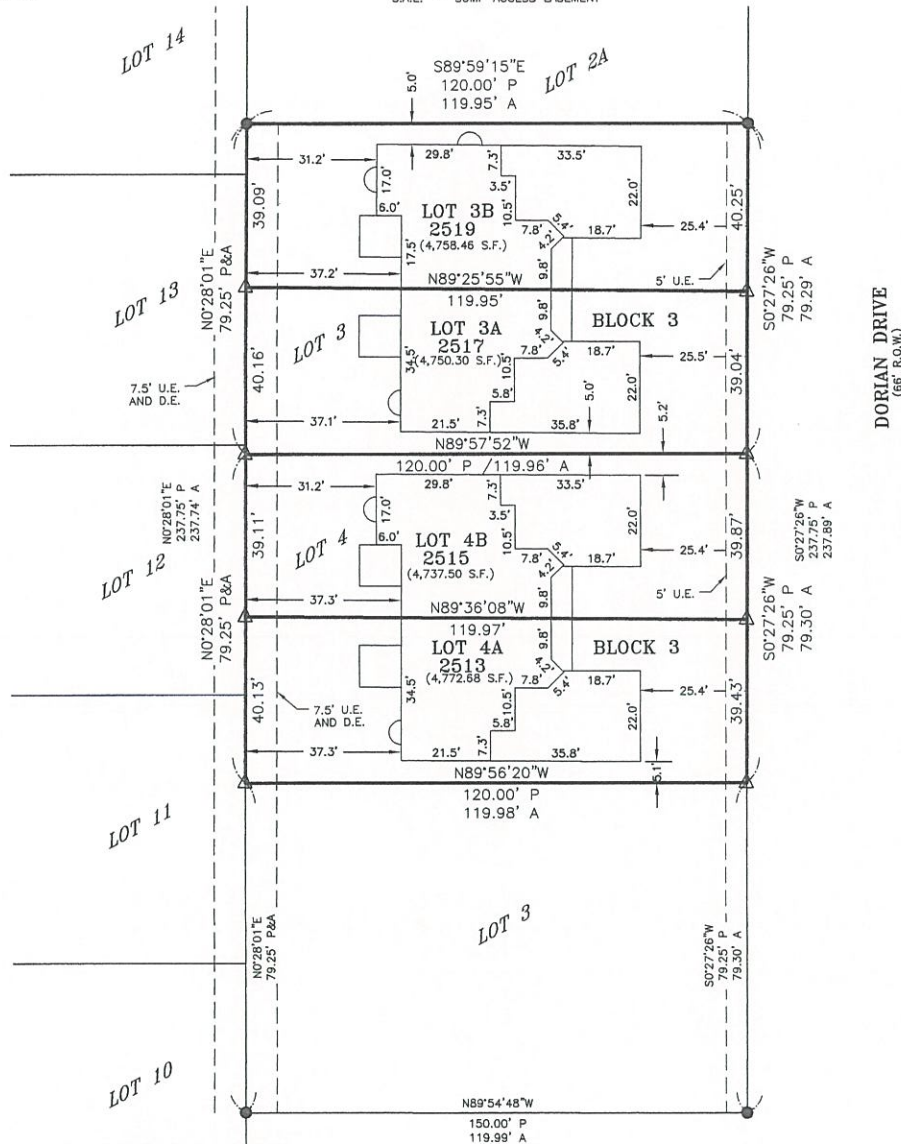 LOT 14
S89°59'15"E
120.00' P
119.95' A
LOT 2A
5.0'
31.2'
29.8'
7.3'
33.5'
17.0'
3.5'
22.0'
39.09'
6.0'
LOT 3B
2519
(4,758.46 S.F.)
10.5'
7.8'
5.4'
4.2'
18.7'
25.4'
40.25'
17.5'
37.2'
N89°25'55"W
9.8'
5' U.E.
N0°28'01"E
79.25' P&A
S0°27'26"W
79.25' P
79.29' A
LOT 13
119.95'
LOT 3
LOT 3A
2517
(4,750.30 S.F.)
9.8'
BLOCK 3
4.2'
7.8'
5.4'
18.7'
25.5'
39.04'
DORIAN DRIVE
(66' R.O.W.)
7.5' U.E.
AND D.E.
40.16'
34.5'
10.5'
5.8'
7.3'
22.0'
5.0'
5.2'
37.1'
21.5'
35.8'
N89°57'52"W
120.00' P / 119.96' A
31.2'
29.8'
7.3'
33.5'
N0°28'01"E
237.75' P
237.74' A
S0°27'26"W
237.75' P
237.89' A
39.11'
LOT 4
17.0'
6.0'
3.5'
22.0'
LOT 4B
2515
(4,737.50 S.F.)
10.5'
7.8'
5.4'
4.2'
18.7'
25.4'
39.87'
LOT 12
37.3'
N89°36'08"W
9.8'
5' U.E.
N0°28'01"E
79.25' P&A
S0°27'26"W
79.25' P
79.30' A
119.97'
LOT 4A
2513
(4,772.68 S.F.)
9.8'
BLOCK 3
4.2'
7.8'
5.4'
18.7'
25.4'
39.43'
40.13'
34.5'
7.5' U.E.
AND D.E.
10.5'
5.8'
7.3'
22.0'
37.3'
21.5'
35.8'
5.1'
N89°56'20"W
120.00' P
119.98' A
LOT 11
LOT 3
N0°28'01"E
79.25' P&A
S0°27'26"W
79.25' P
79.30' A
LOT 10
N89°54'48"W
150.00' P
119.99' A